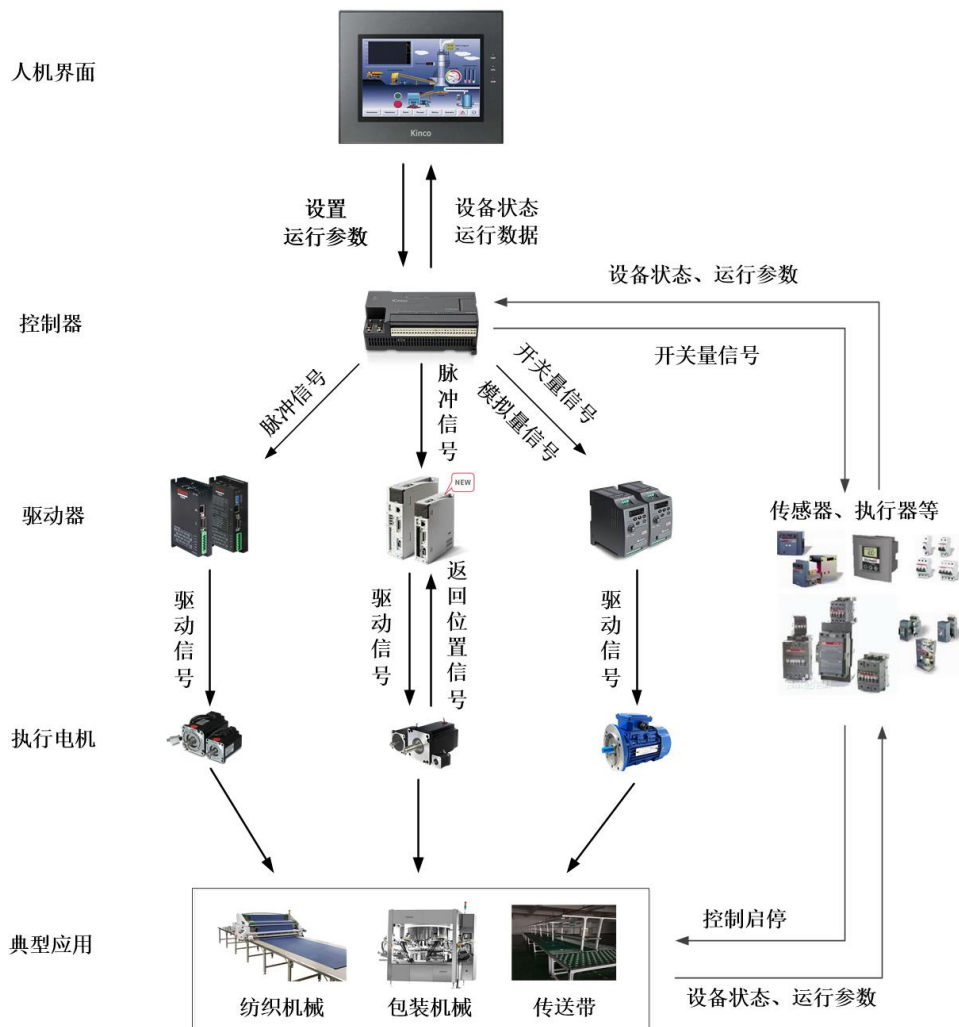 人机界面
Kinco
设置
运行参数
设备状态
运行数据
设备状态、运行参数
控制器
开关量信号
脉冲信号
脉冲信号
开关量信号
模拟量信号
NEW
驱动器
传感器、执行器等
驱动信号
驱动信号
返回位置信号
驱动信号
执行电机
控制启停
典型应用
纺织机械
包装机械
传送带
设备状态、运行参数